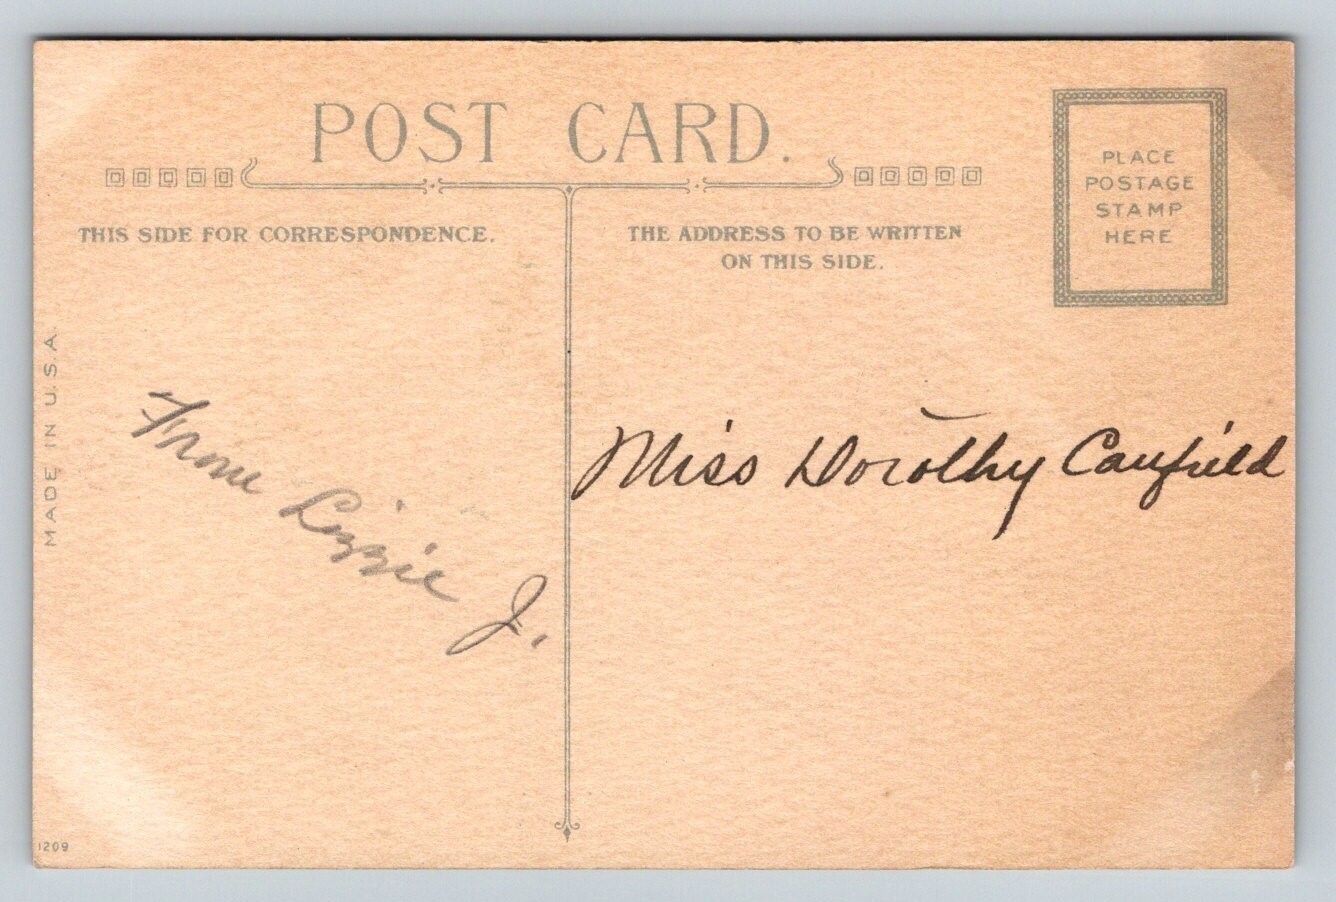 POST CARD.
THIS SIDE FOR CORRESPONDENCE.
THE ADDRESS TO BE WRITTEN
ON THIS SIDE.
PLACE
POSTAGE
STAMP
HERE
MADE IN U.S.A.
From Lizzie J.
Miss Dorothy Canfield
1209